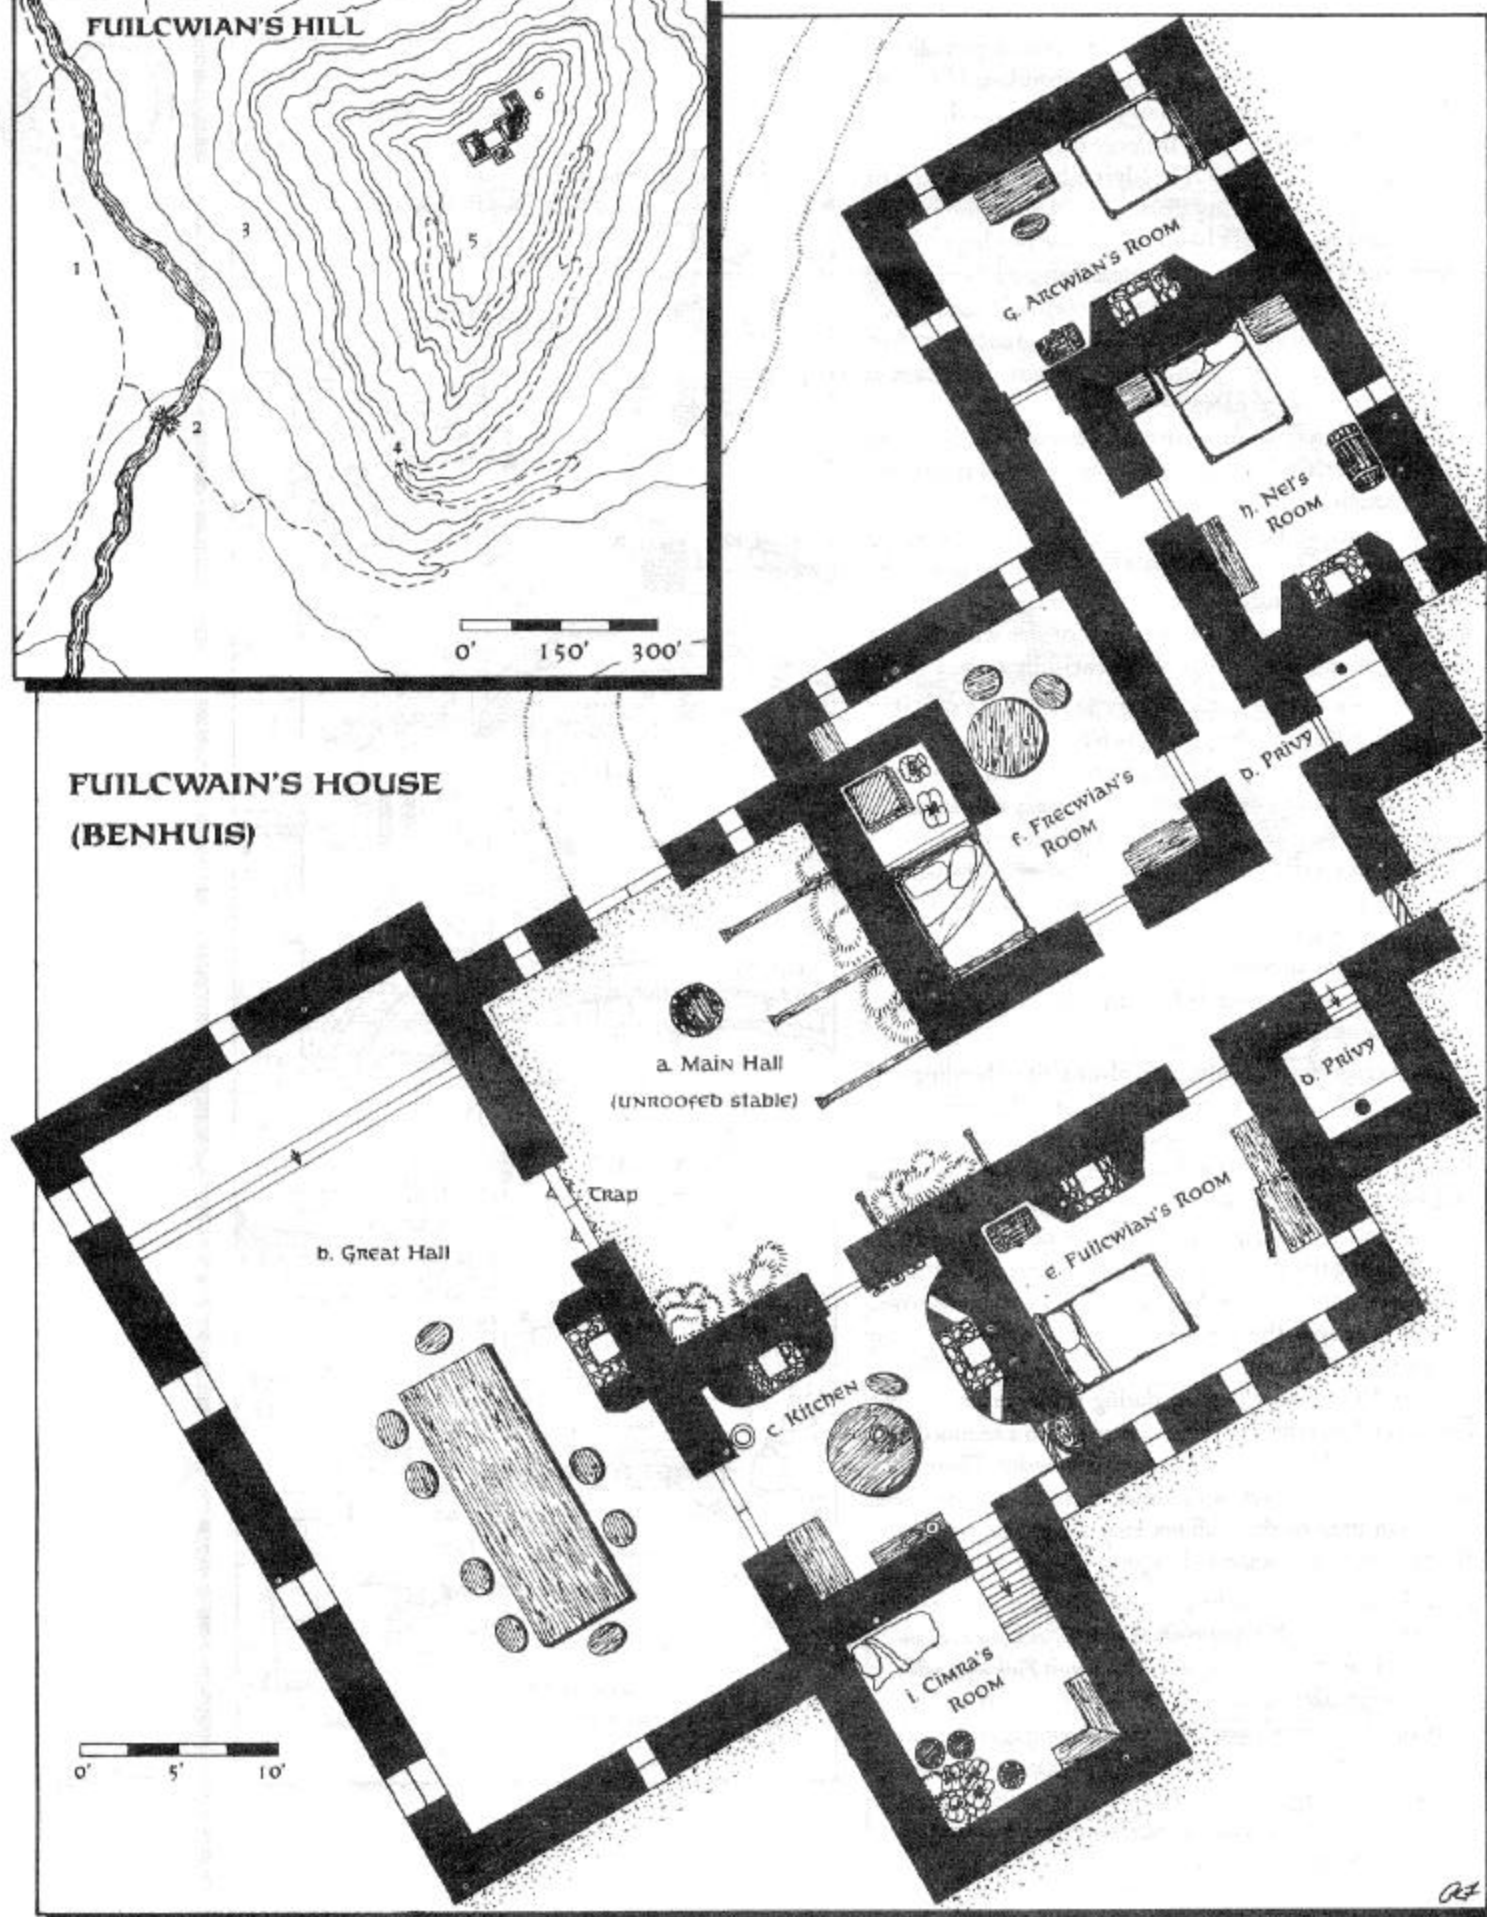 FUILCWIAN'S HILL
6
3
5
1
2
4
0' 150' 300'
FUILCWAIN'S HOUSE
(BENHUIS)
G. ARCWIAN'S ROOM
h. NEI'S
ROOM
D. PRIVY
F. FRECWIAN'S
ROOM
a. MAIN HALL
(UNROOFED STABLE)
D. PRIVY
TRAP
b. GREAT HALL
e. FUILCWIAN'S ROOM
c. KITCHEN
i. CIMRA'S
ROOM
0' 5' 10'